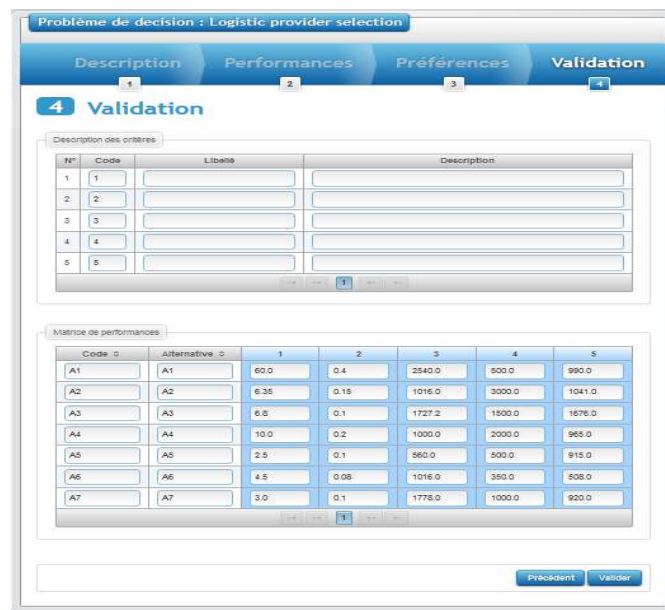 Problème de decision : Logistic provider selection
Description Performances Préférences Validation
1 2 3 4
4 Validation
Description des critères
N° Code Libellé Description
1 1
2 2
3 3
4 4
5 5
1
Matrice de performances
Code Alternative 1 2 3 4 5
A1 A1 60.0 0.4 2540.0 500.0 990.0
A2 A2 6.35 0.15 1016.0 3000.0 1041.0
A3 A3 6.8 0.1 1727.2 1500.0 1676.0
A4 A4 10.0 0.2 1000.0 2000.0 965.0
A5 A5 2.5 0.1 560.0 500.0 915.0
A6 A6 4.5 0.08 1016.0 350.0 508.0
A7 A7 3.0 0.1 1778.0 1000.0 920.0
1
Précédent Valider